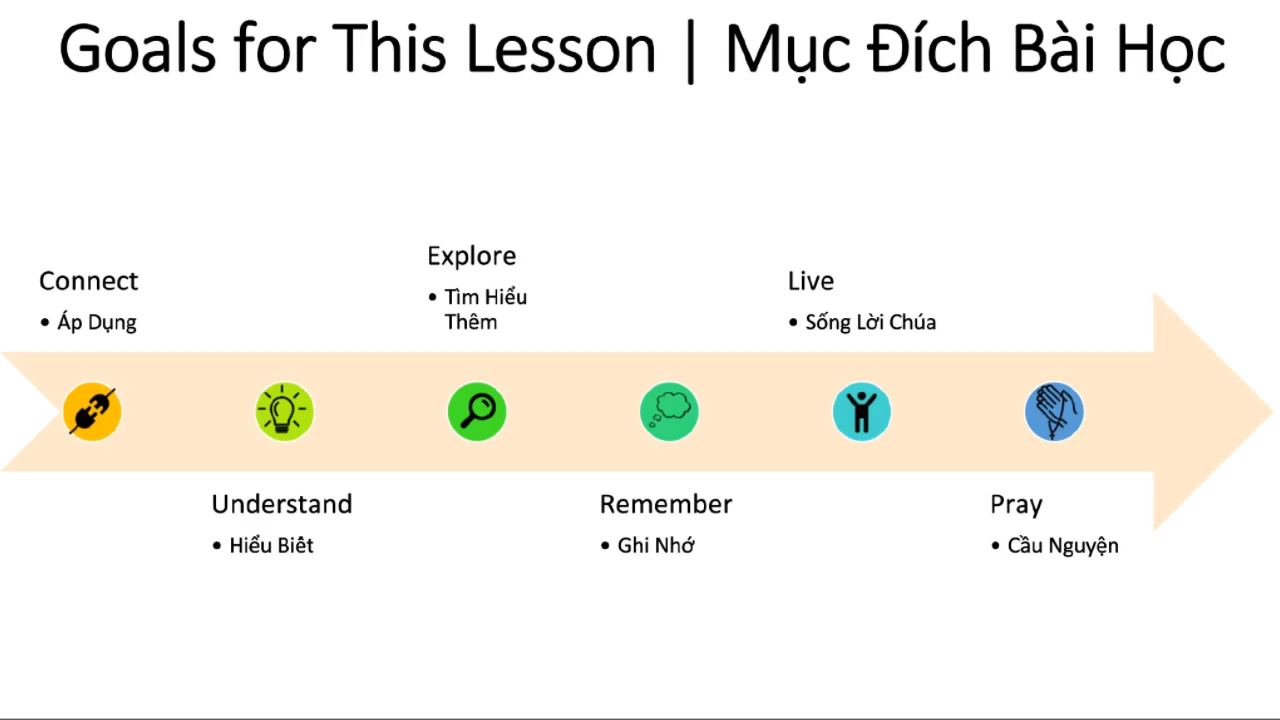 Goals for This Lesson | Mục Đích Bài Học
Connect
• Áp Dụng
Understand
• Hiểu Biết
Explore
• Tìm Hiểu
Thêm
Remember
• Ghi Nhớ
Live
• Sống Lời Chúa
Pray
• Cầu Nguyện